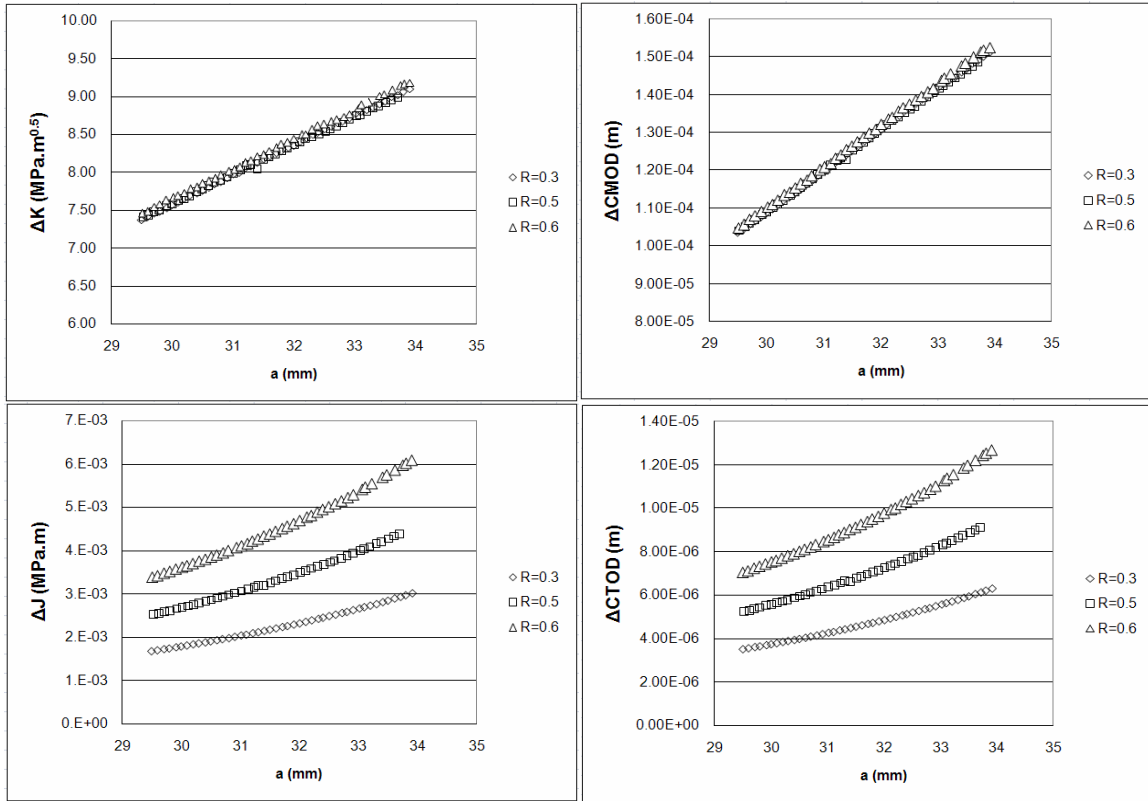 ΔK (MPa.m0.5)
10.00
9.50
9.00
8.50
8.00
7.50
7.00
6.50
6.00
29 30 31 32 33 34 35
a (mm)
R=0.3
R=0.5
R=0.6
ΔCMOD (m)
1.60E-04
1.50E-04
1.40E-04
1.30E-04
1.20E-04
1.10E-04
1.00E-04
9.00E-05
8.00E-05
29 30 31 32 33 34 35
a (mm)
R=0.3
R=0.5
R=0.6
ΔJ (MPa.m)
7.E-03
6.E-03
5.E-03
4.E-03
3.E-03
2.E-03
1.E-03
0.E+00
29 30 31 32 33 34 35
a (mm)
R=0.3
R=0.5
R=0.6
ΔCTOD (m)
1.40E-05
1.20E-05
1.00E-05
8.00E-06
6.00E-06
4.00E-06
2.00E-06
0.00E+00
29 30 31 32 33 34 35
a (mm)
R=0.3
R=0.5
R=0.6